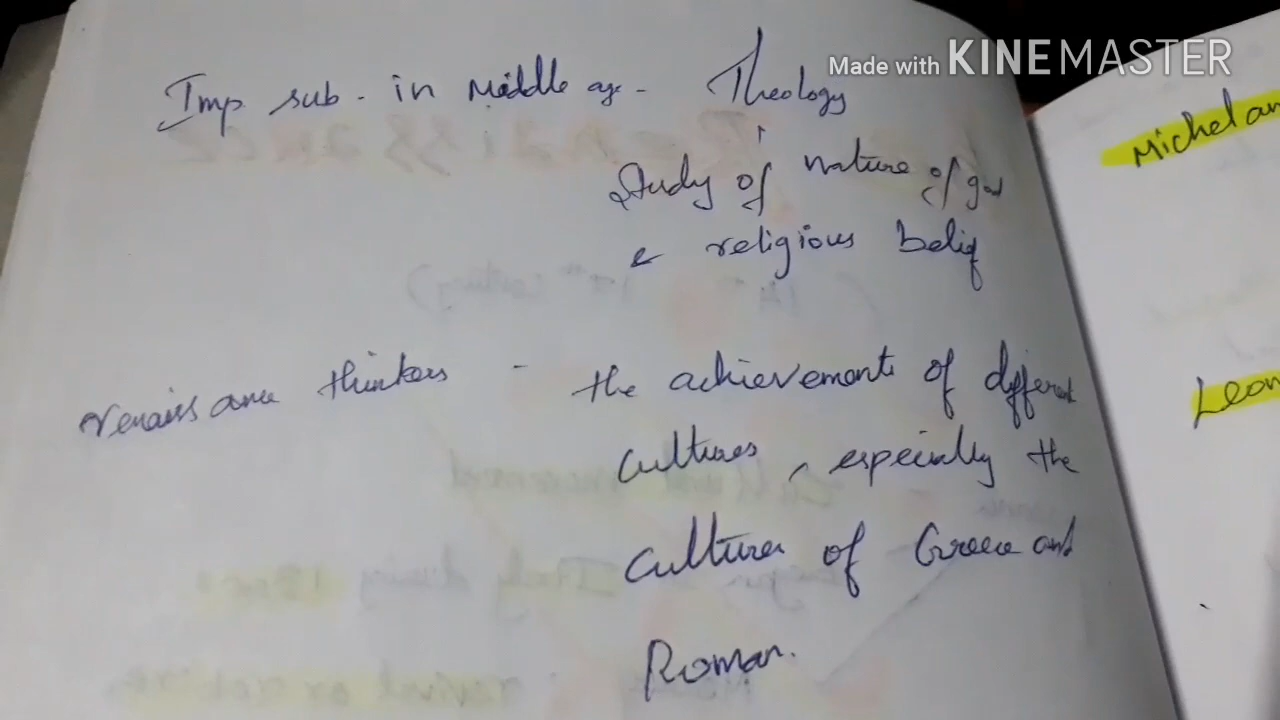 Made with KINEMASTER
Imp sub - in Middle age - Theology
Study of nature of god
& religious belief
renaissance thinkers - the achievements of different
cultures, especially the
cultures of Greece and
Roman.
Michelan
Leon